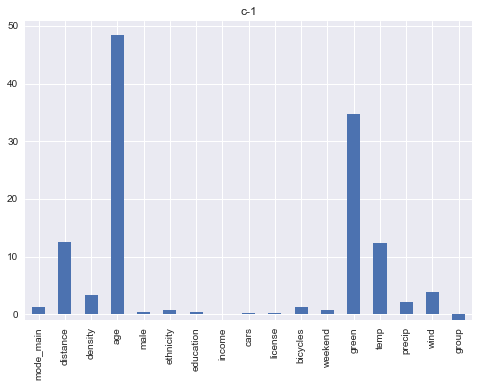 c-1
50
40
30
20
10
0
mode_main
distance
density
age
male
ethnicity
education
income
cars
license
bicycles
weekend
green
temp
precip
wind
group